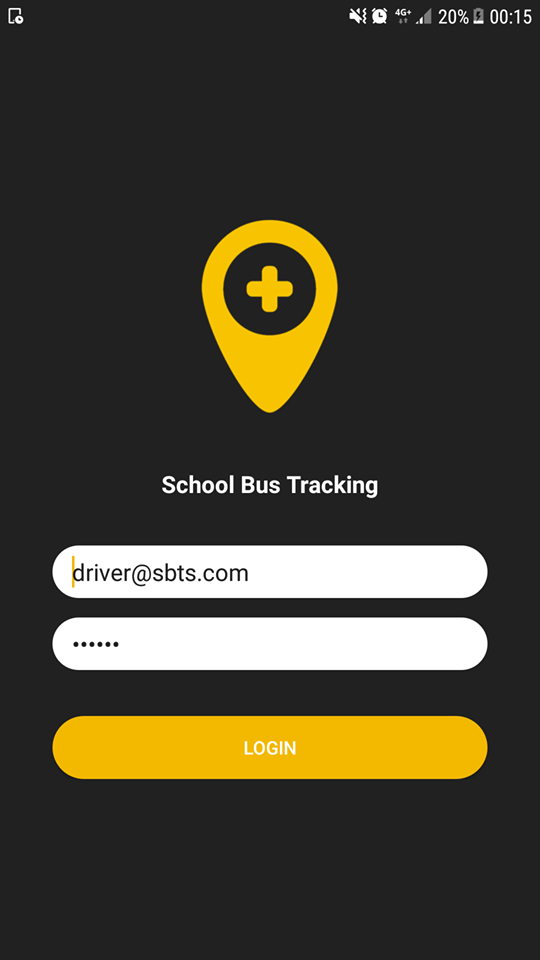 4G+ 20% 00:15
School Bus Tracking
driver@sbts.com
••••••
LOGIN